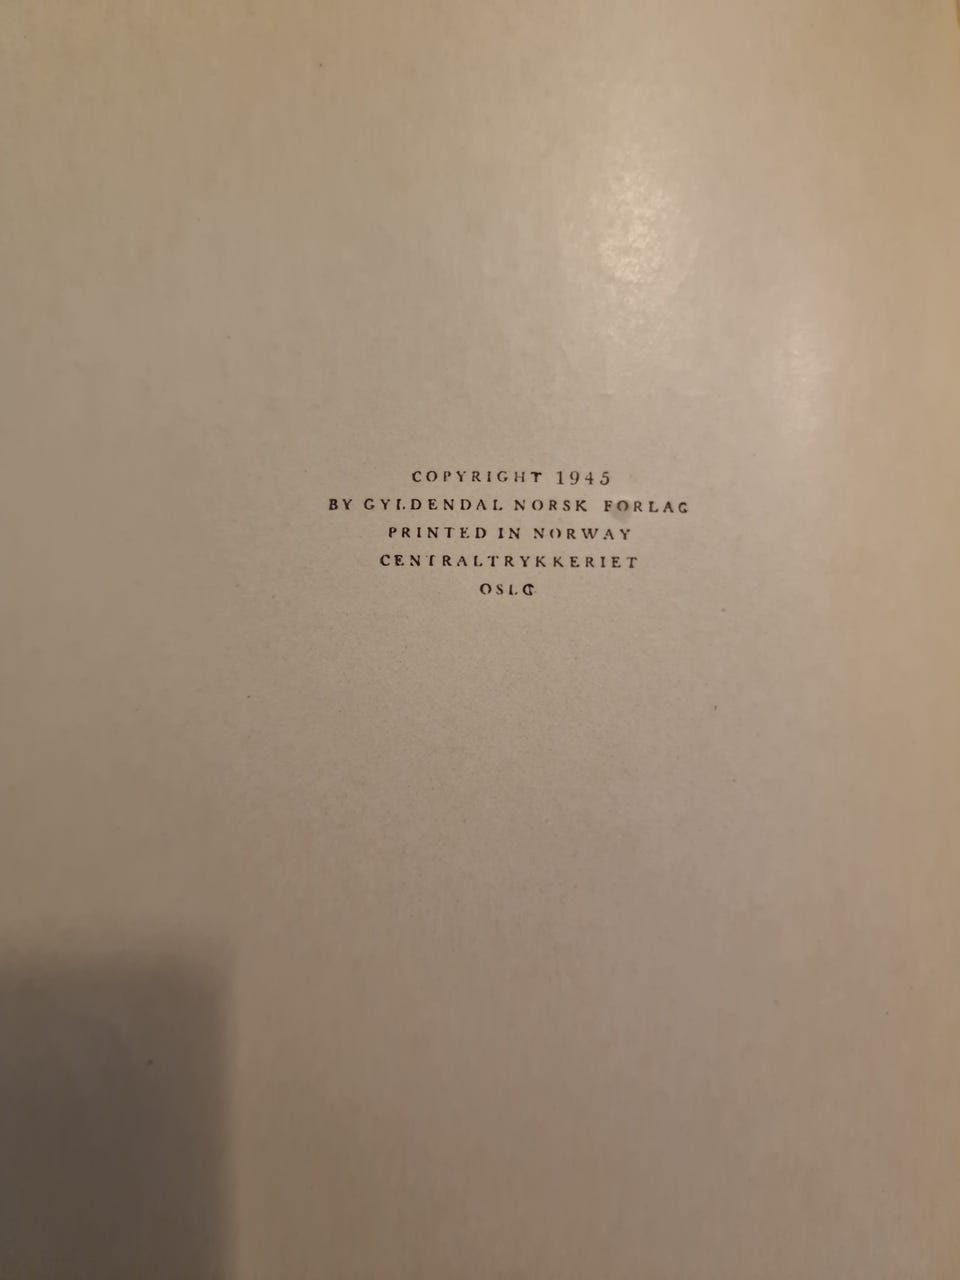 COPYRIGHT 1945
BY GYLDENDAL NORSK FORLAG
PRINTED IN NORWAY
CENTRALTRYKKERIET
OSLO